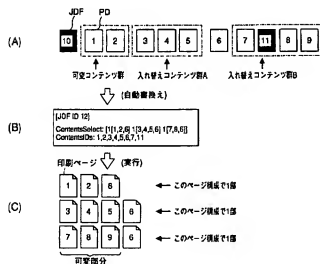 JDF PD
(A) 10 1 2 3 4 5 6 7 11 8 9
可変コンテンツ群 入れ替えコンテンツ群A 入れ替えコンテンツ群B
(自動書換え)
(B) [JDF ID 12]
ContentsSelect: [1[1,2,6] 1[3,4,5,6] 1[7,8,6]]
ContentsIDs: 1,2,3,4,5,6,7,11
印刷ページ (実行)
(C) 1 2 6 このページ構成で1部
3 4 5 6 このページ構成で1部
7 8 9 6 このページ構成で1部
可変部分